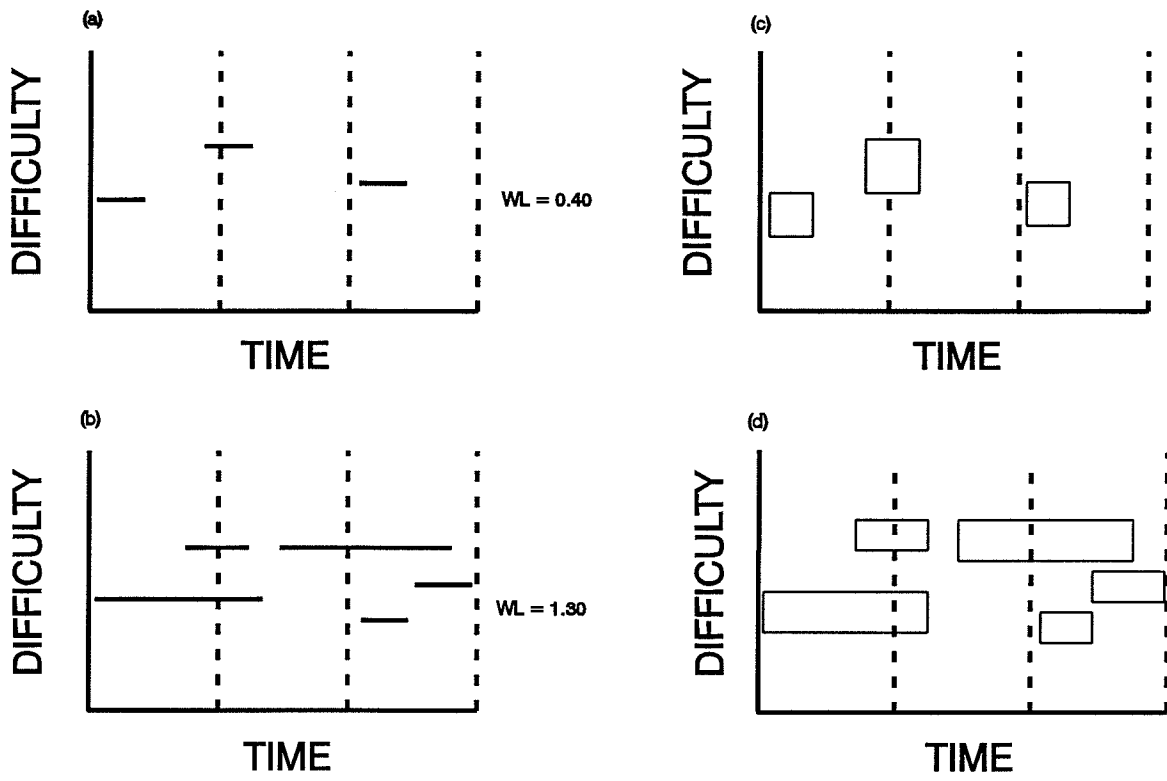 (a)
DIFFICULTY
WL = 0.40
TIME
(b)
DIFFICULTY
WL = 1.30
TIME
(c)
DIFFICULTY
TIME
(d)
DIFFICULTY
TIME